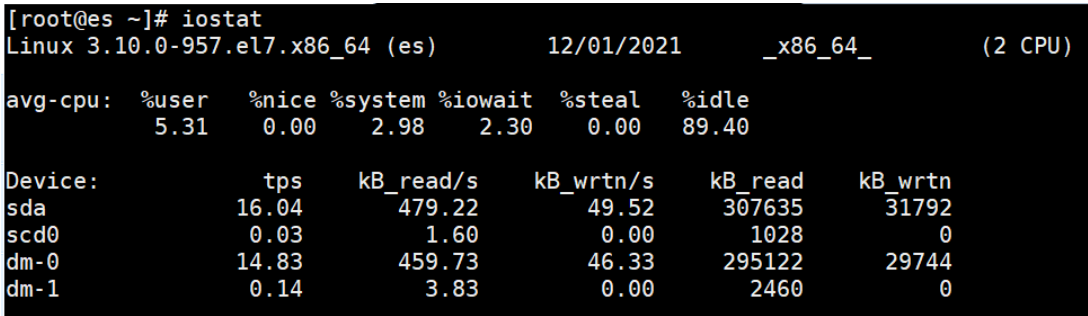 [root@es ~]# iostat
Linux 3.10.0-957.el7.x86_64 (es) 12/01/2021 _x86_64_ (2 CPU)
avg-cpu: %user %nice %system %iowait %steal %idle
5.31 0.00 2.98 2.30 0.00 89.40
Device: tps kB_read/s kB_wrtn/s kB_read kB_wrtn
sda 16.04 479.22 49.52 307635 31792
scd0 0.03 1.60 0.00 1028 0
dm-0 14.83 459.73 46.33 295122 29744
dm-1 0.14 3.83 0.00 2460 0